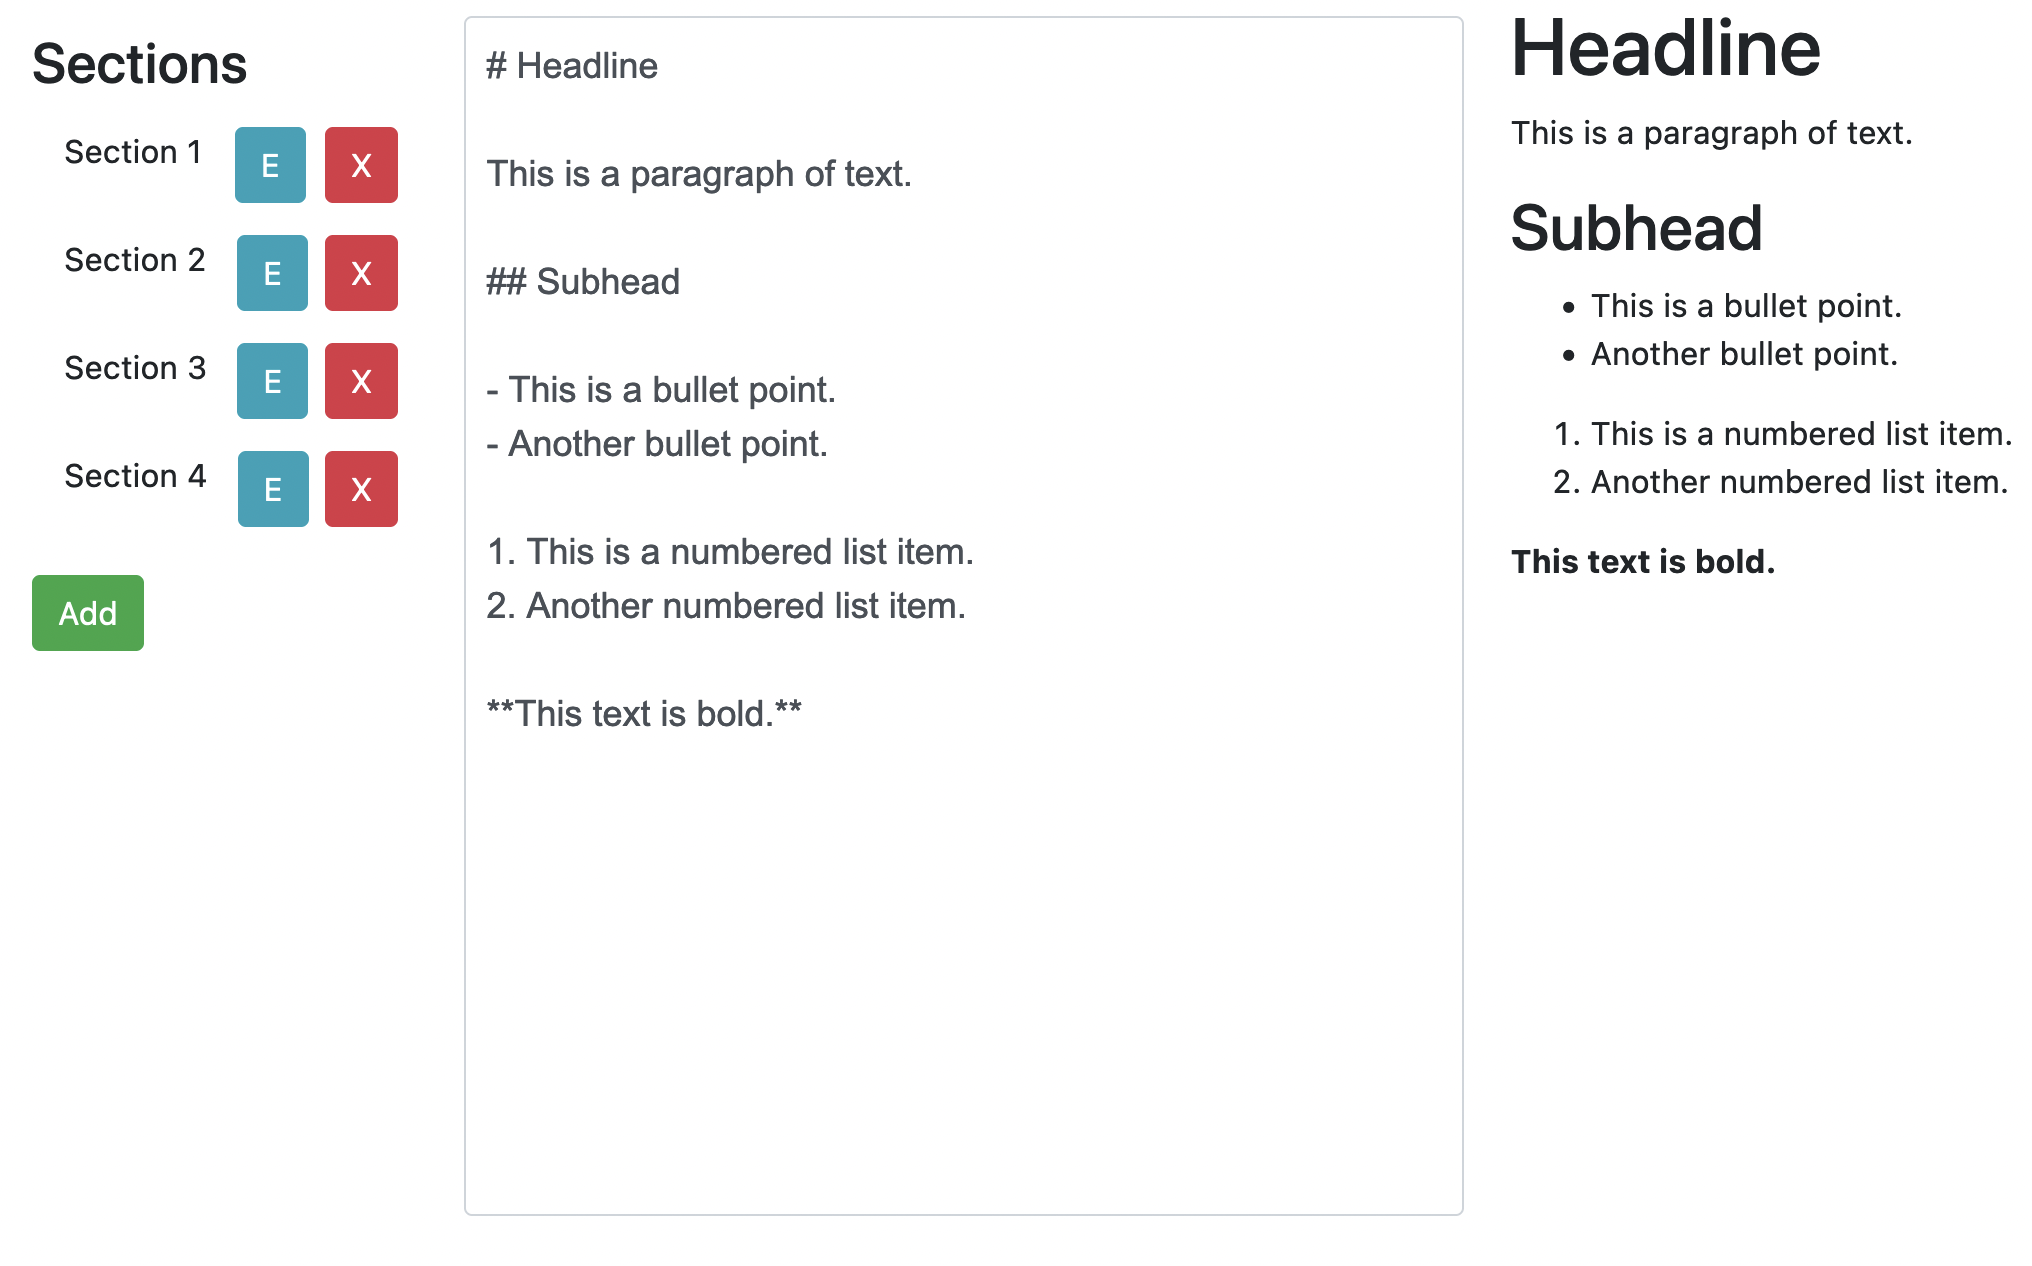 Sections
Section 1 E X
Section 2 E X
Section 3 E X
Section 4 E X
Add
# Headline
This is a paragraph of text.
## Subhead
- This is a bullet point.
- Another bullet point.
1. This is a numbered list item.
2. Another numbered list item.
**This text is bold.**
Headline
This is a paragraph of text.
Subhead
• This is a bullet point.
• Another bullet point.
1. This is a numbered list item.
2. Another numbered list item.
This text is bold.